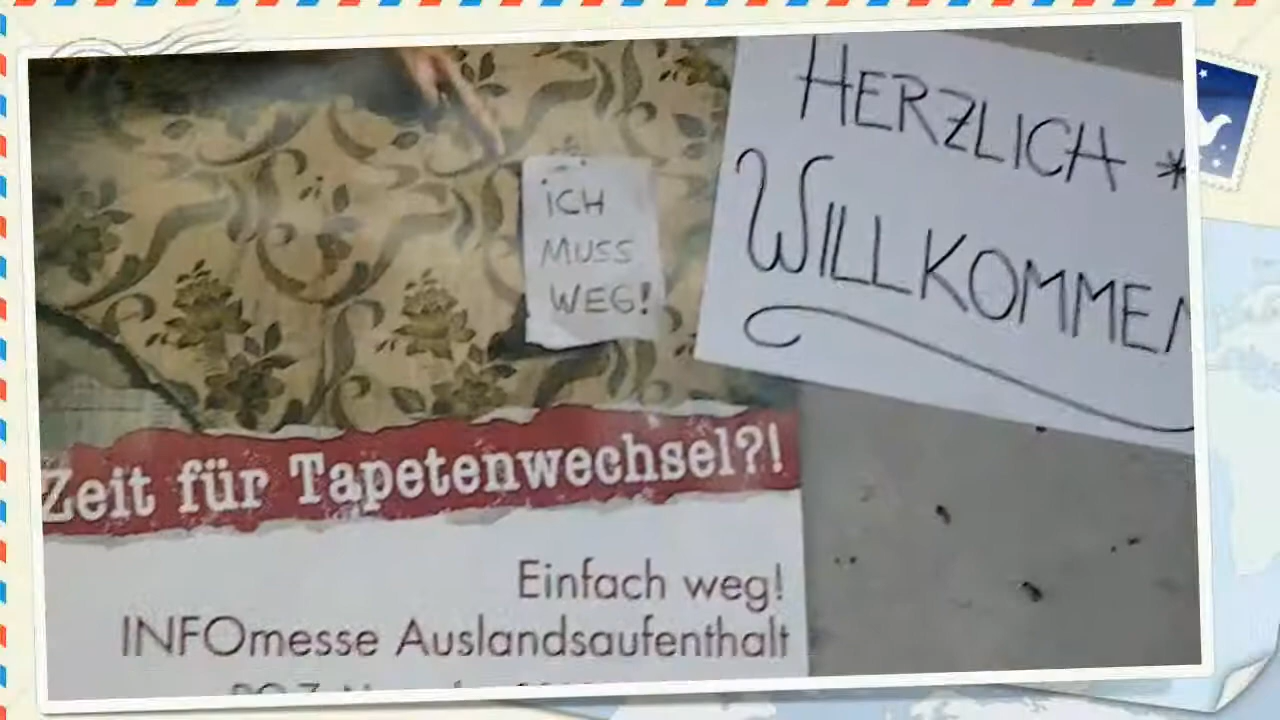 HERZLICH *
WILLKOMMEN
iCH
MUSS
WEG!
Zeit für Tapetenwechsel?!
Einfach weg!
INFOmesse Auslandsaufenthalt